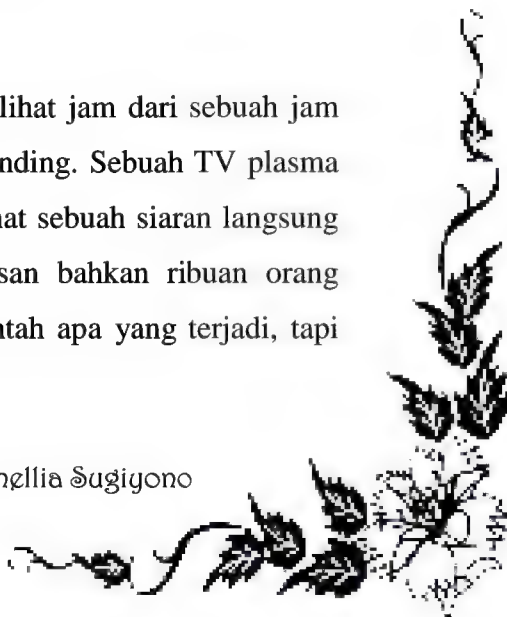 lihat jam dari sebuah jam
nding. Sebuah TV plasma
hat sebuah siaran langsung
san bahkan ribuan orang
ntah apa yang terjadi, tapi
nellia Sugiyono